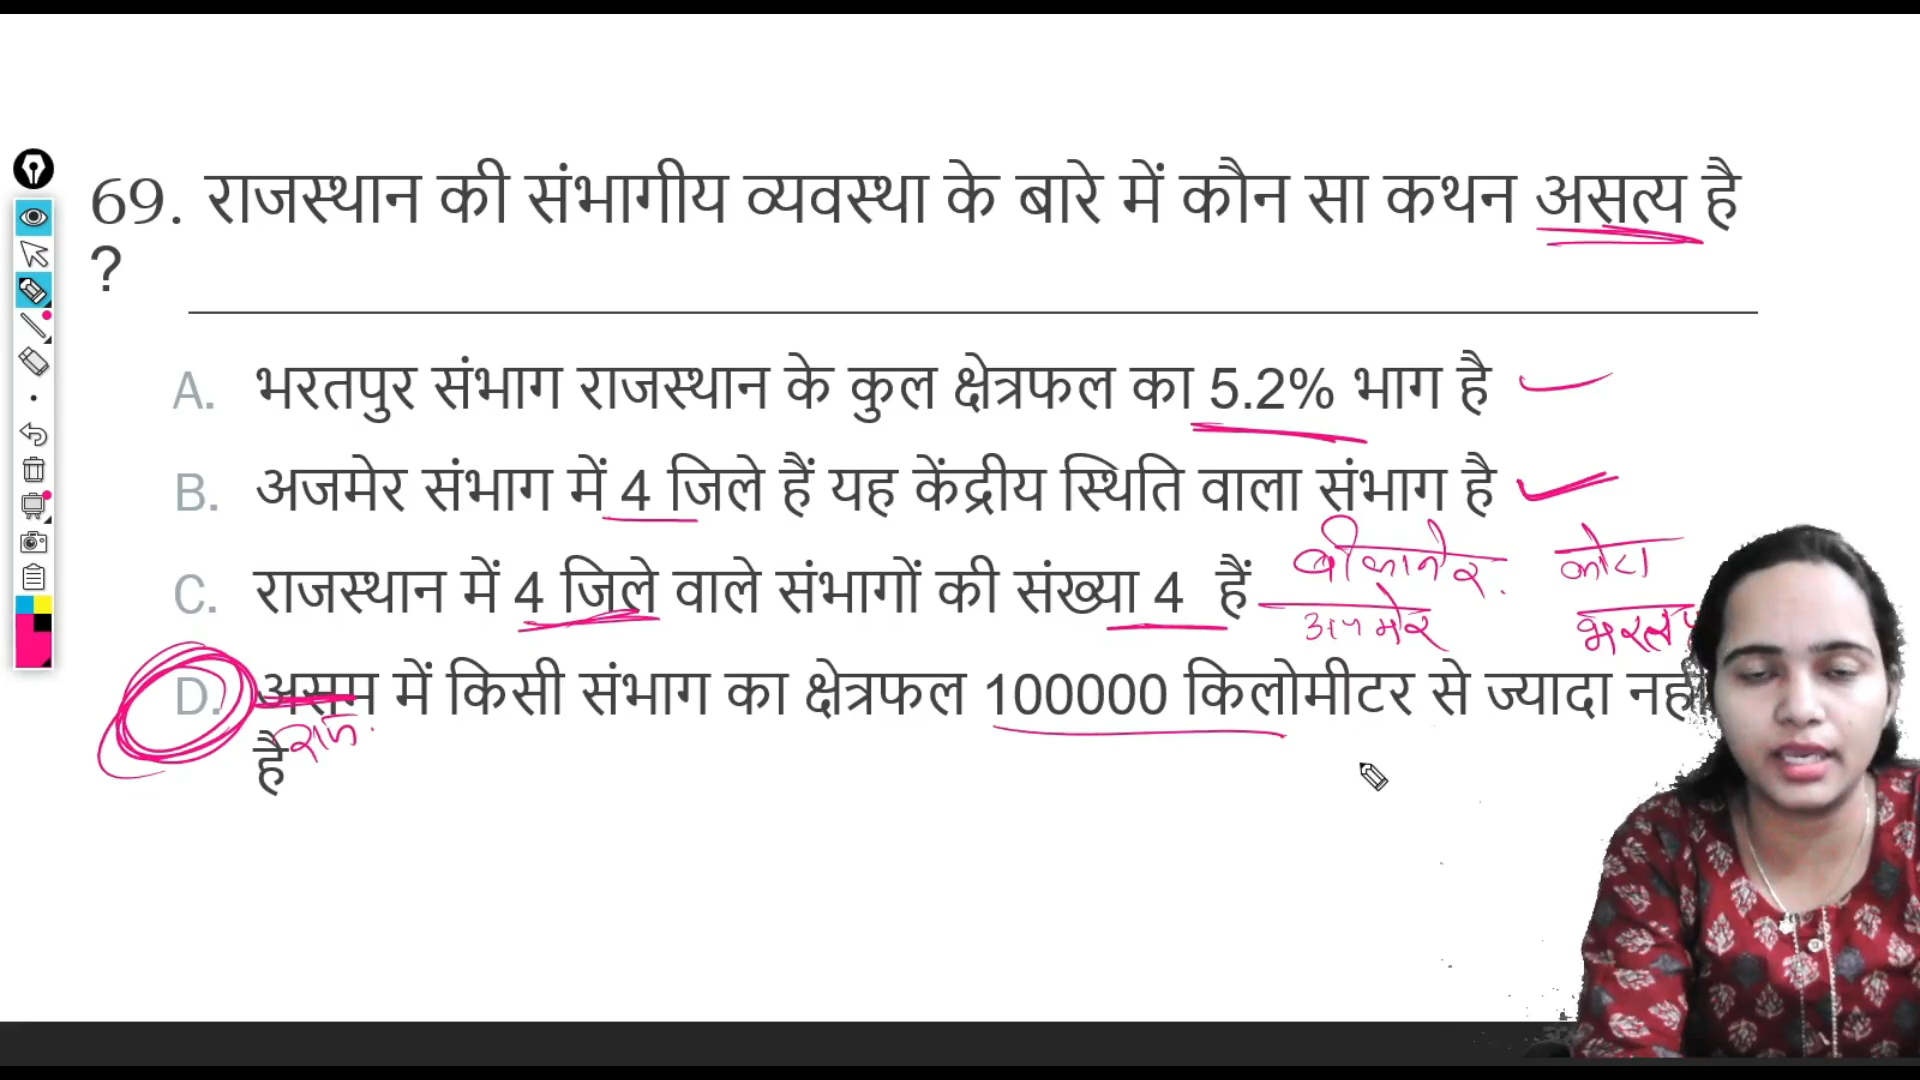 69. राजस्थान की संभागीय व्यवस्था के बारे में कौन सा कथन असत्य है
?
A. भरतपुर संभाग राजस्थान के कुल क्षेत्रफल का 5.2% भाग है
B. अजमेर संभाग में 4 जिले हैं यह केंद्रीय स्थिति वाला संभाग है
C. राजस्थान में 4 जिले वाले संभागों की संख्या 4 हैं
बीकानेर. कोटा
अजमेर भरतपु
D. असम में किसी संभाग का क्षेत्रफल 100000 किलोमीटर से ज्यादा नहीं
है राज.